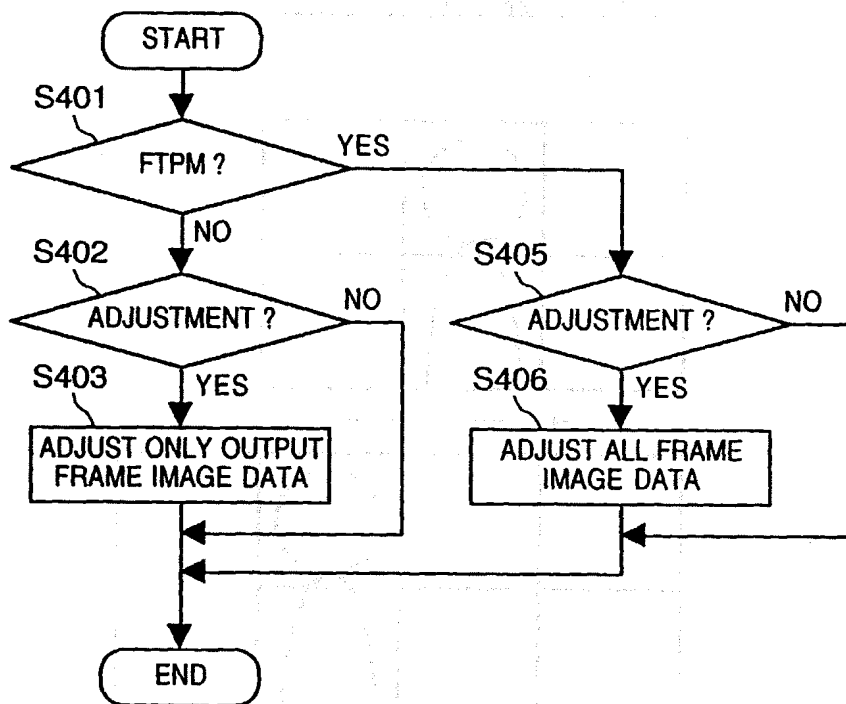 START
S401
FTPM ?
YES
NO
S402
ADJUSTMENT ?
NO
YES
S403
ADJUST ONLY OUTPUT
FRAME IMAGE DATA
S405
ADJUSTMENT ?
NO
YES
S406
ADJUST ALL FRAME
IMAGE DATA
END